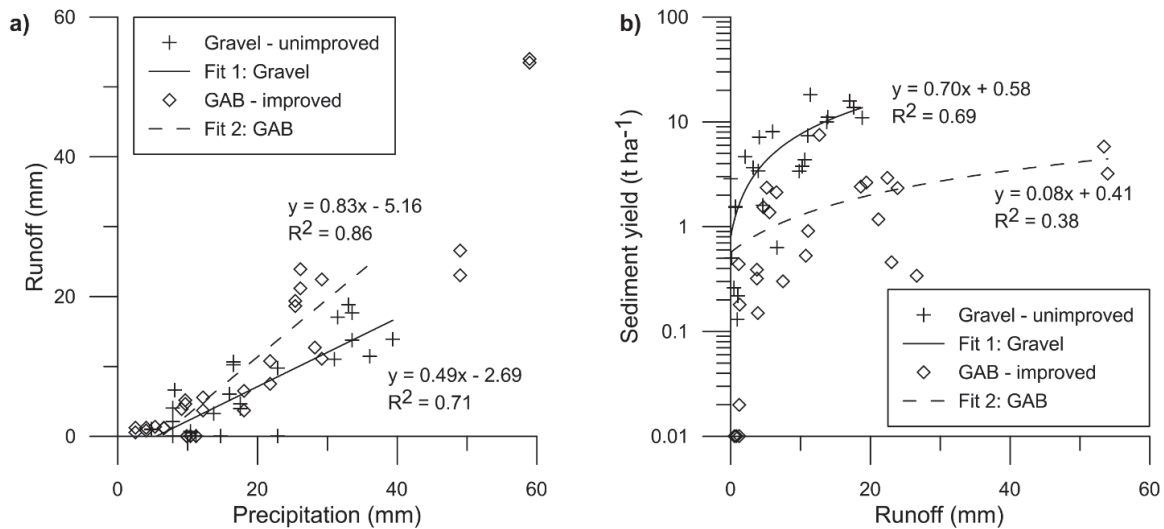 a)
60
40
20
0
Runoff (mm)
Gravel - unimproved
Fit 1: Gravel
GAB - improved
Fit 2: GAB
y = 0.83x - 5.16
R² = 0.86
y = 0.49x - 2.69
R² = 0.71
0 20 40 60
Precipitation (mm)
b)
100
10
1
0.1
0.01
Sediment yield (t ha⁻¹)
y = 0.70x + 0.58
R² = 0.69
y = 0.08x + 0.41
R² = 0.38
Gravel - unimproved
Fit 1: Gravel
GAB - improved
Fit 2: GAB
0 20 40 60
Runoff (mm)